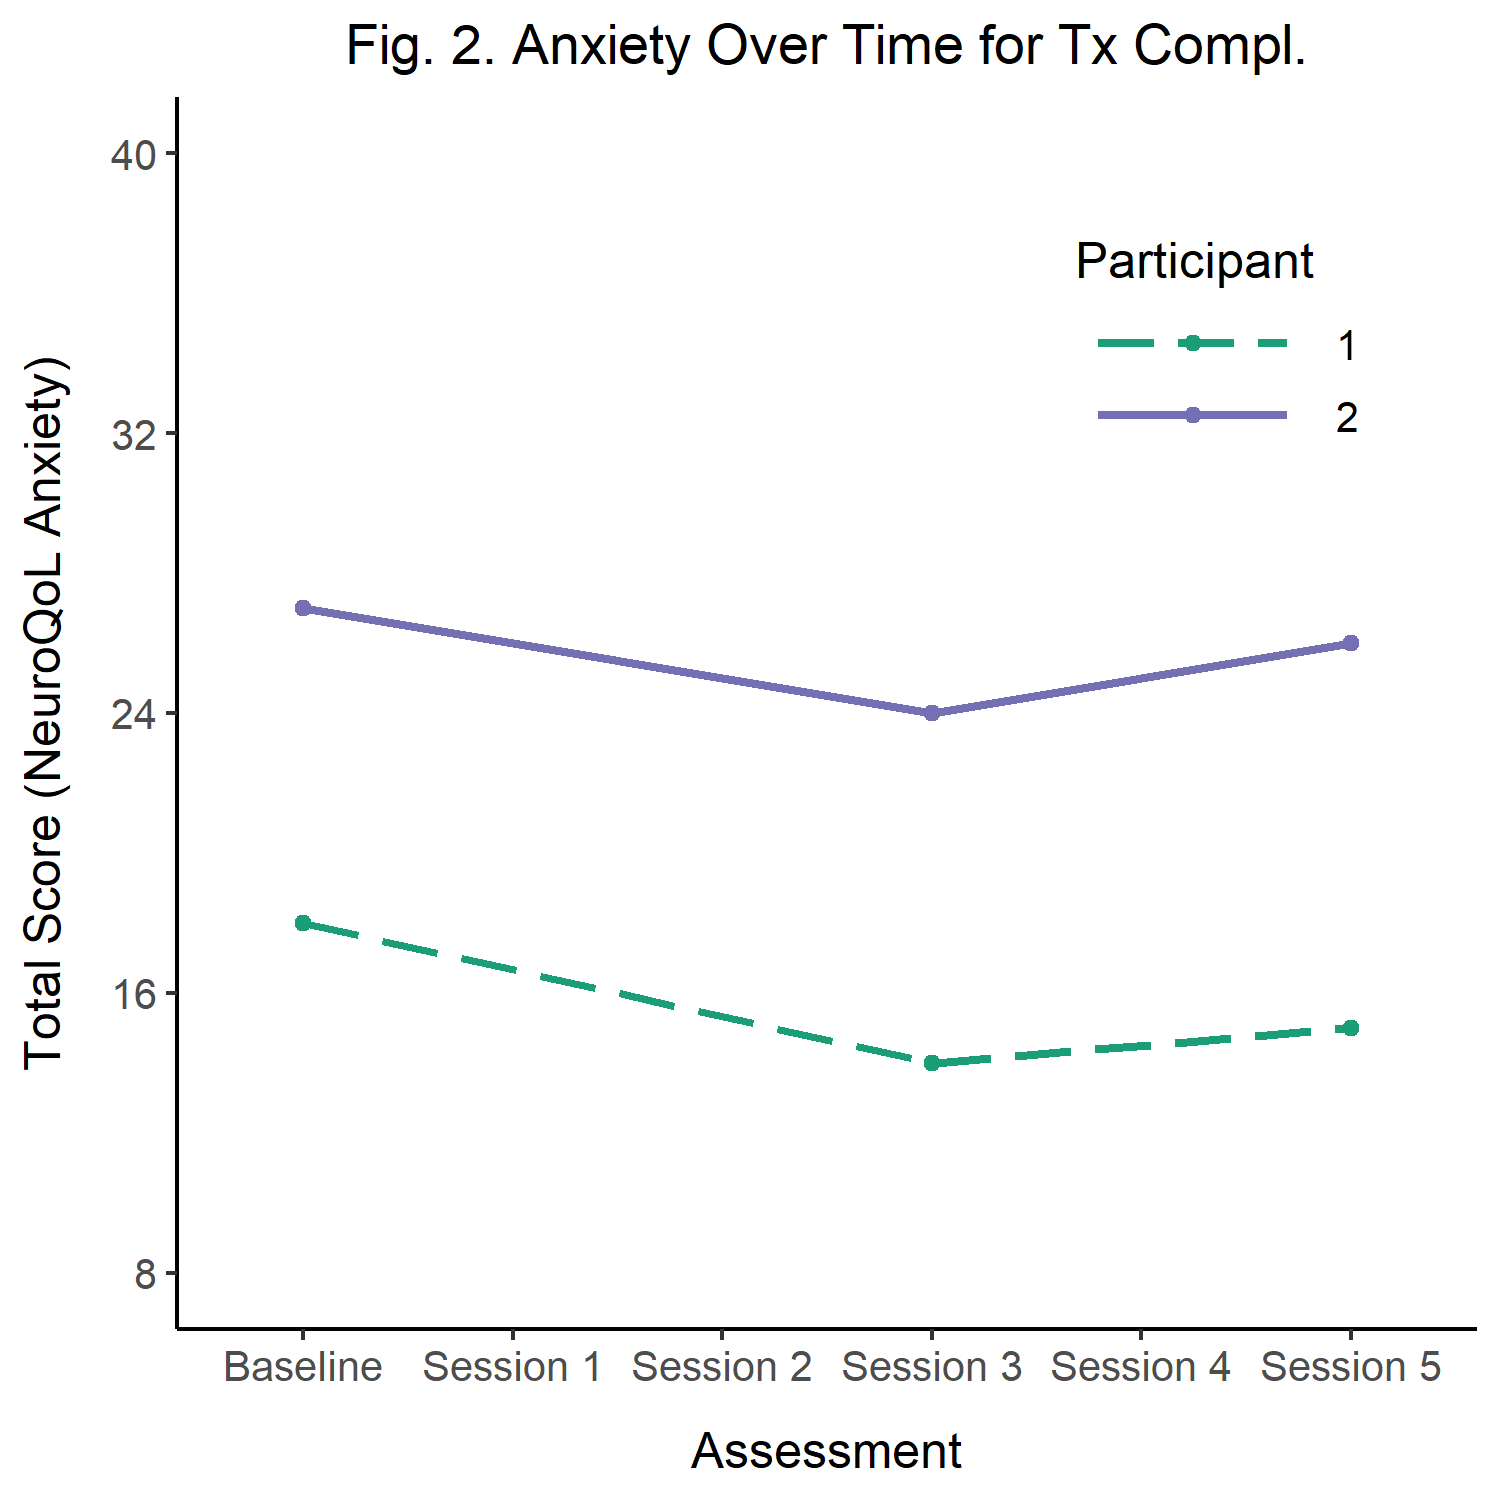 Fig. 2. Anxiety Over Time for Tx Compl.
Total Score (NeuroQoL Anxiety)
40
32
24
16
8
Participant
1
2
Baseline
Session 1
Session 2
Session 3
Session 4
Session 5
Assessment